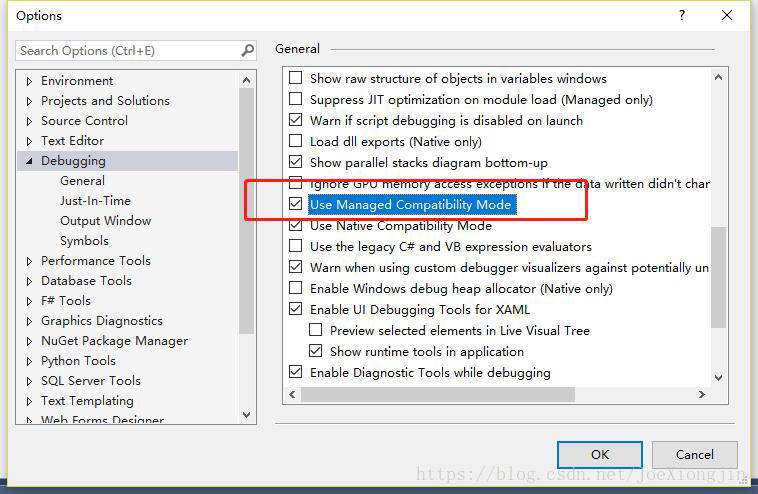 Options
?
Search Options (Ctrl+E)
Environment
Projects and Solutions
Source Control
Text Editor
Debugging
General
Just-In-Time
Output Window
Symbols
Performance Tools
Database Tools
F# Tools
Graphics Diagnostics
NuGet Package Manager
Python Tools
SQL Server Tools
Text Templating
Web Forms Designer
General
Show raw structure of objects in variables windows
Suppress JIT optimization on module load (Managed only)
Warn if script debugging is disabled on launch
Load dll exports (Native only)
Show parallel stacks diagram bottom-up
Ignore GPU memory access exceptions if the data written didn't chan
Use Managed Compatibility Mode
Use Native Compatibility Mode
Use the legacy C# and VB expression evaluators
Warn when using custom debugger visualizers against potentially un
Enable Windows debug heap allocator (Native only)
Enable UI Debugging Tools for XAML
Preview selected elements in Live Visual Tree
Show runtime tools in application
Enable Diagnostic Tools while debugging
OK
Cancel
https://blog.csdn.net/JoeXiongjin